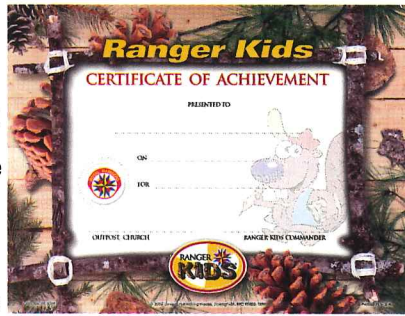 Ranger Kids
CERTIFICATE OF ACHIEVEMENT
PRESENTED TO
ON
FOR
OUTPOST CHURCH
RANGER KIDS COMMANDER
RANGER
KIDS